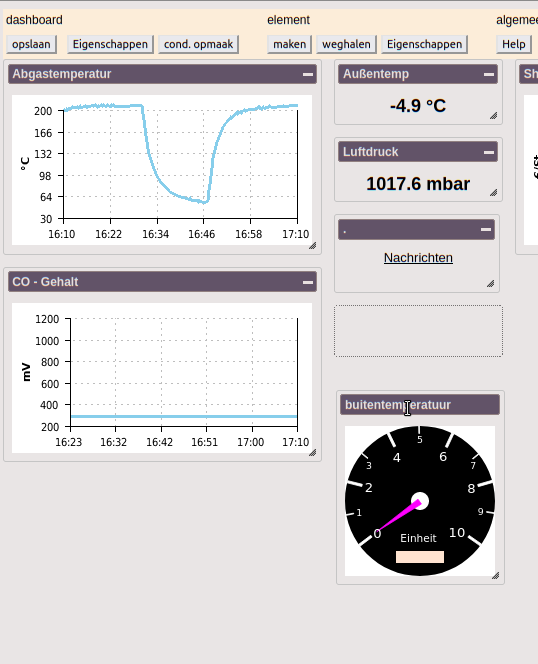 dashboard element algemee
opslaan Eigenschappen cond. opmaak maken weghalen Eigenschappen Help
Abgastemperatur
°C
200
166
132
98
64
30
16:10 16:22 16:34 16:46 16:58 17:10
CO - Gehalt
mV
1200
1000
800
600
400
200
16:23 16:32 16:42 16:51 17:00 17:10
Außentemp
-4.9 °C
Luftdruck
1017.6 mbar
.
Nachrichten
buitentemperatuur
0 1 2 3 4 5 6 7 8 9 10
Einheit
Sh